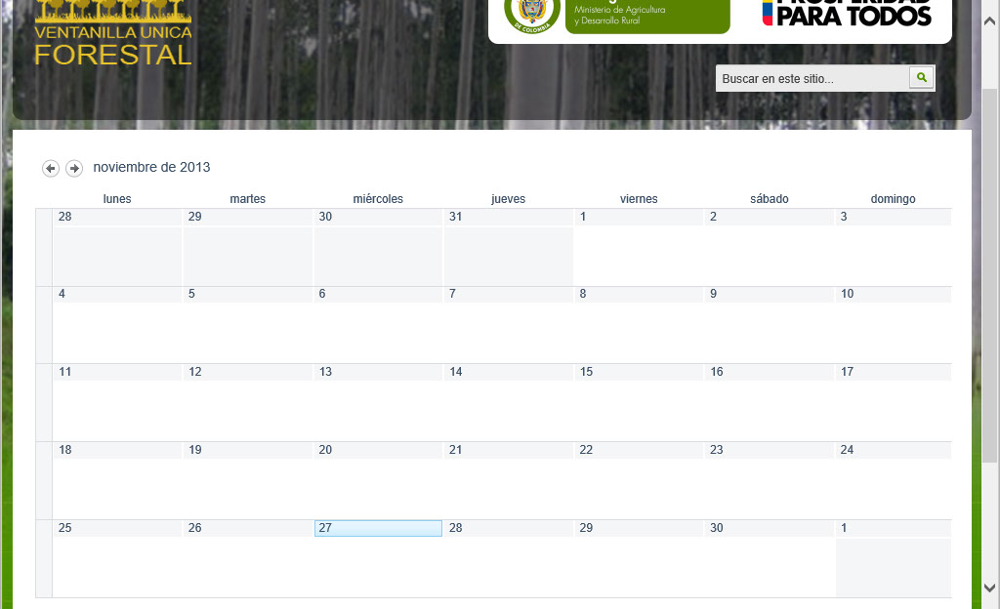 VENTANILLA UNICA
FORESTAL
DE COLOMBIA
Ministerio de Agricultura
y Desarrollo Rural
PROSPERIDAD
PARA TODOS
Buscar en este sitio...
noviembre de 2013
lunes martes miércoles jueves viernes sábado domingo
28 29 30 31 1 2 3
4 5 6 7 8 9 10
11 12 13 14 15 16 17
18 19 20 21 22 23 24
25 26 27 28 29 30 1